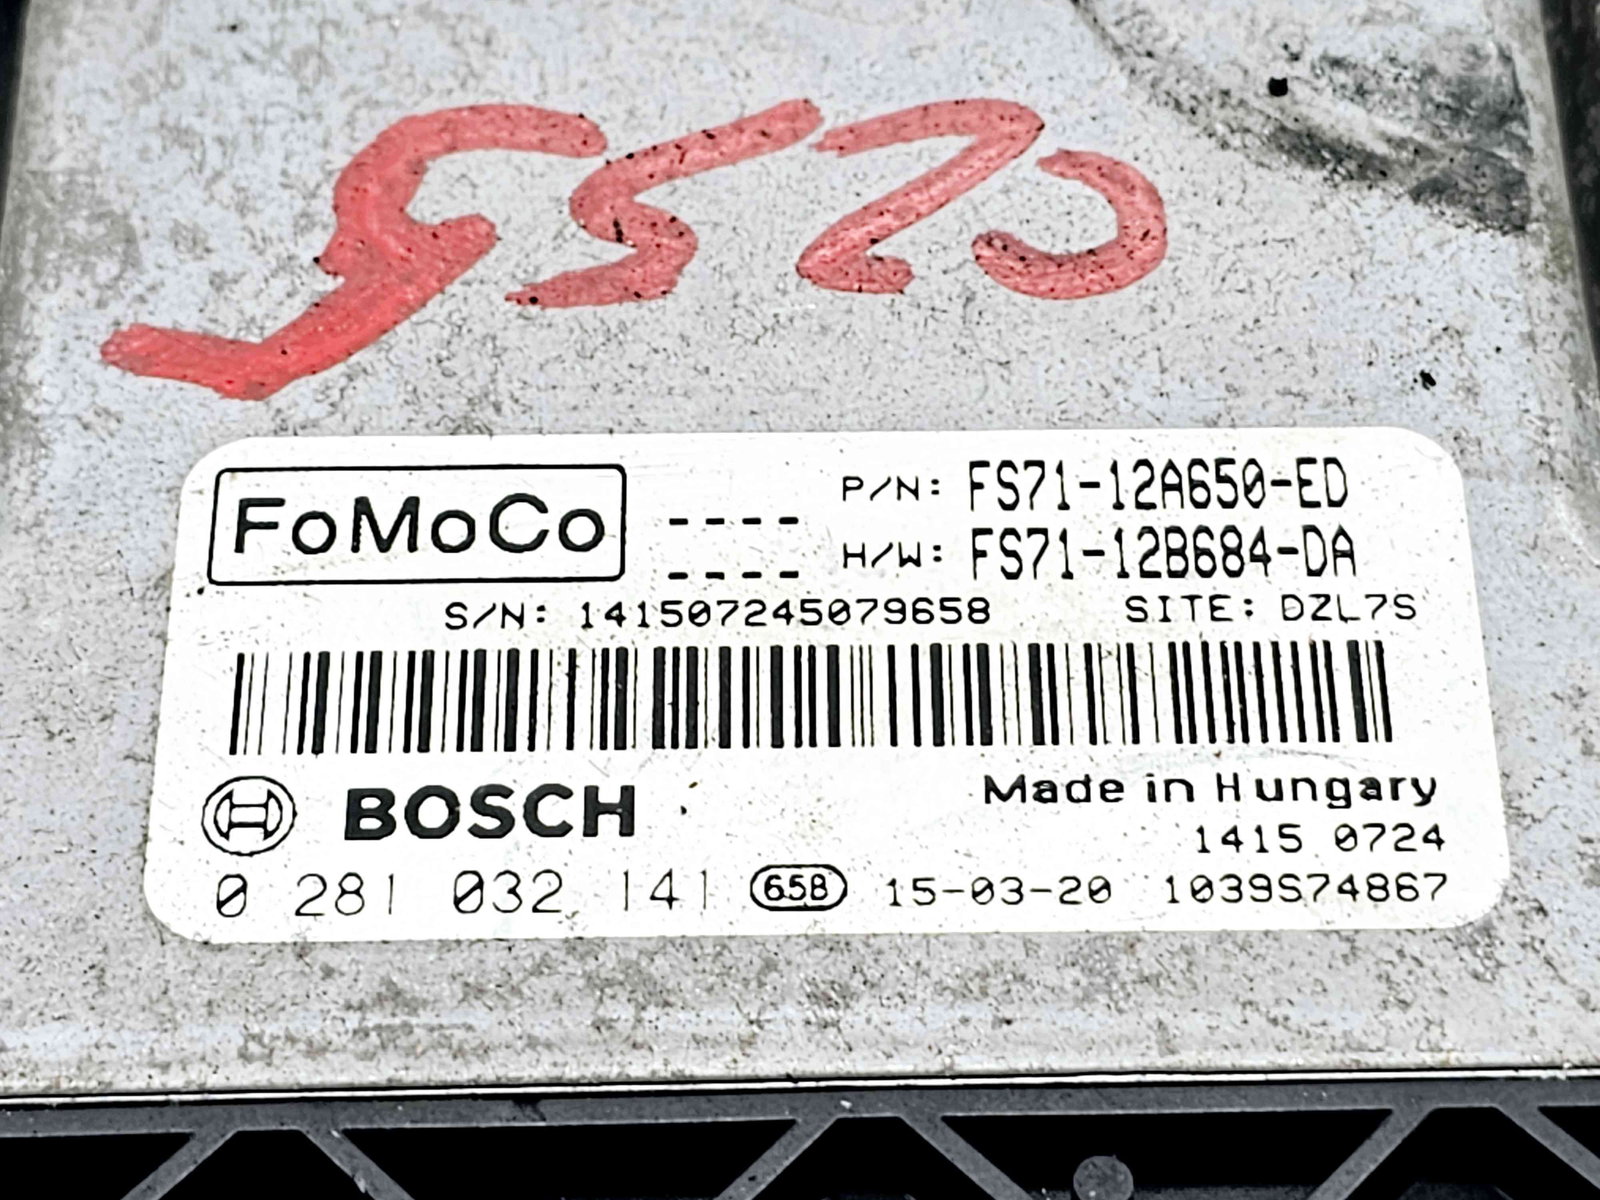 5520
FoMoCo
---- P/N: FS71-12A650-ED
---- H/W: FS71-12B684-DA
S/N: 141507245079658 SITE: DZL7S
BOSCH
Made in Hungary
1415 0724
0 281 032 141 658 15-03-20 1039S74867